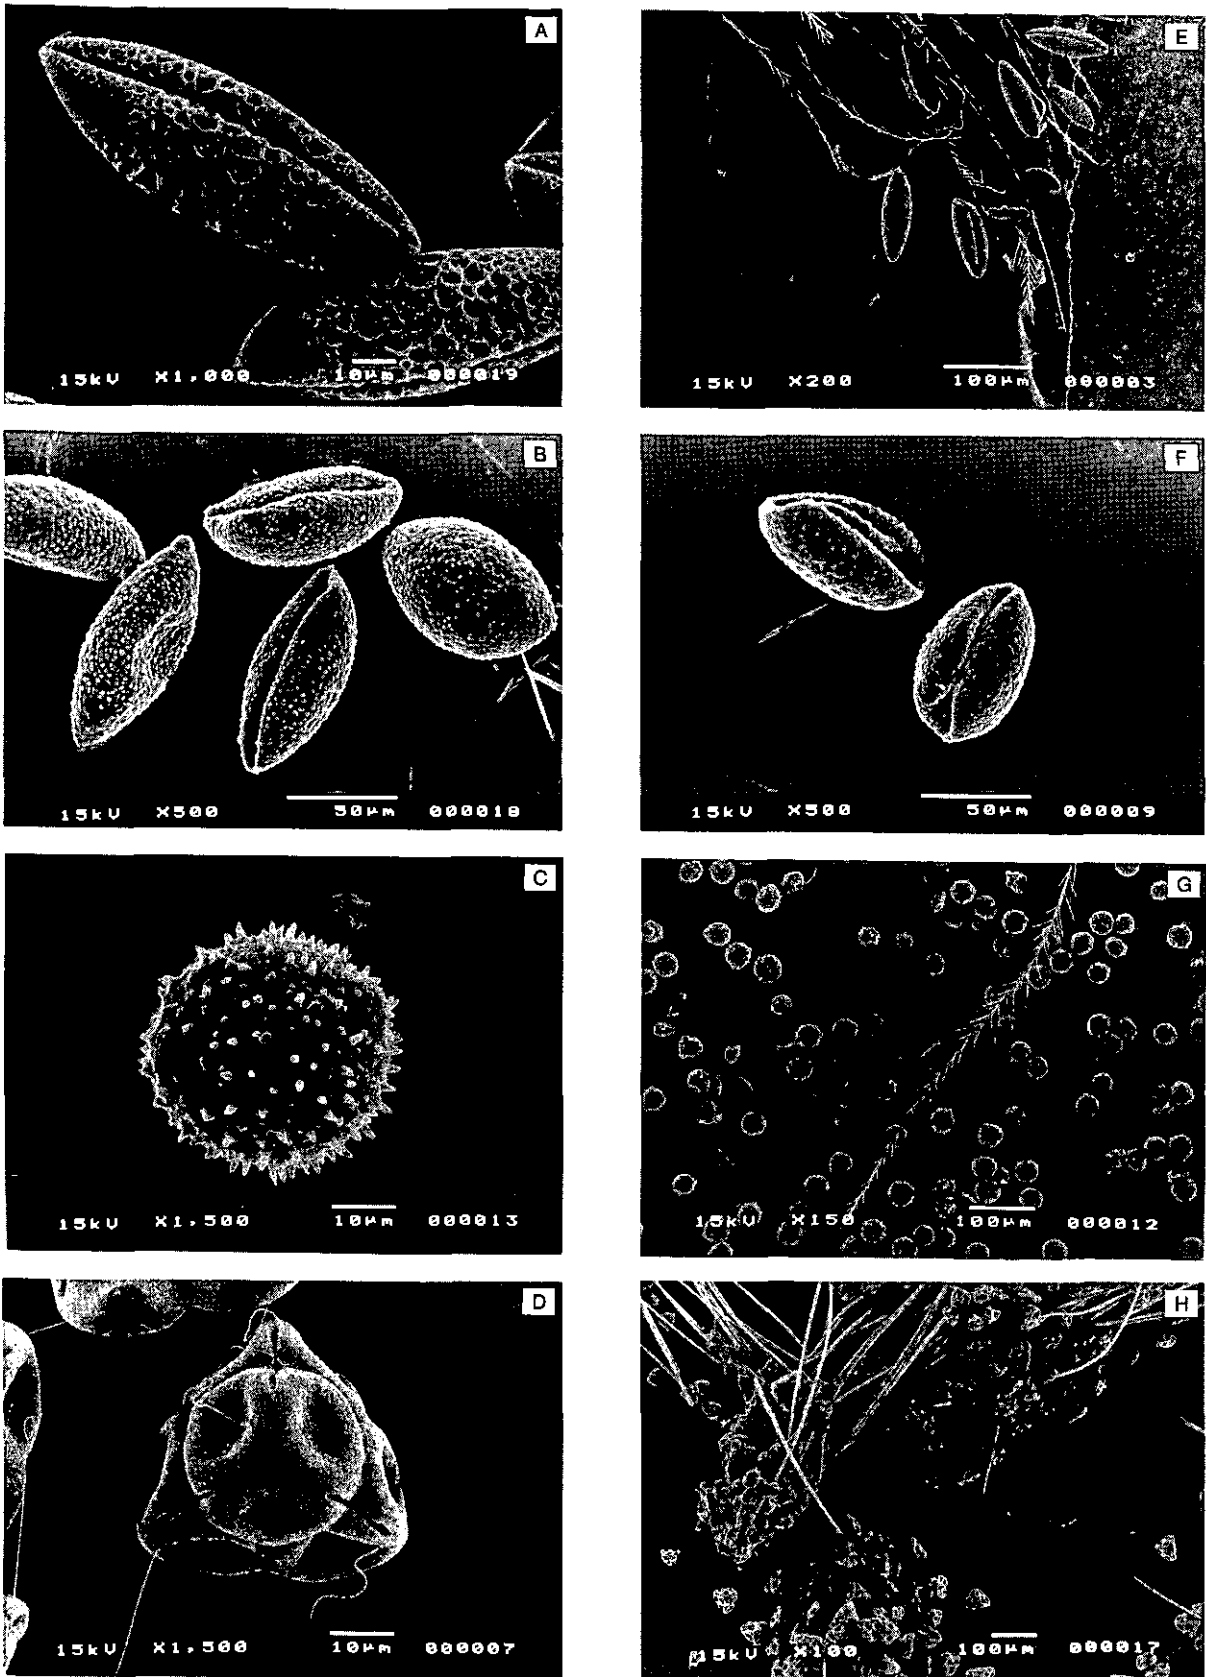 A
15kV X1,000 10µm 000019
E
15kV X200 100µm 000003
B
15kV X500 50µm 000018
F
15kV X500 50µm 000009
C
15kV X1,500 10µm 000013
G
15kV X150 100µm 000012
D
15kV X1,500 10µm 000007
H
15kV X100 100µm 000017